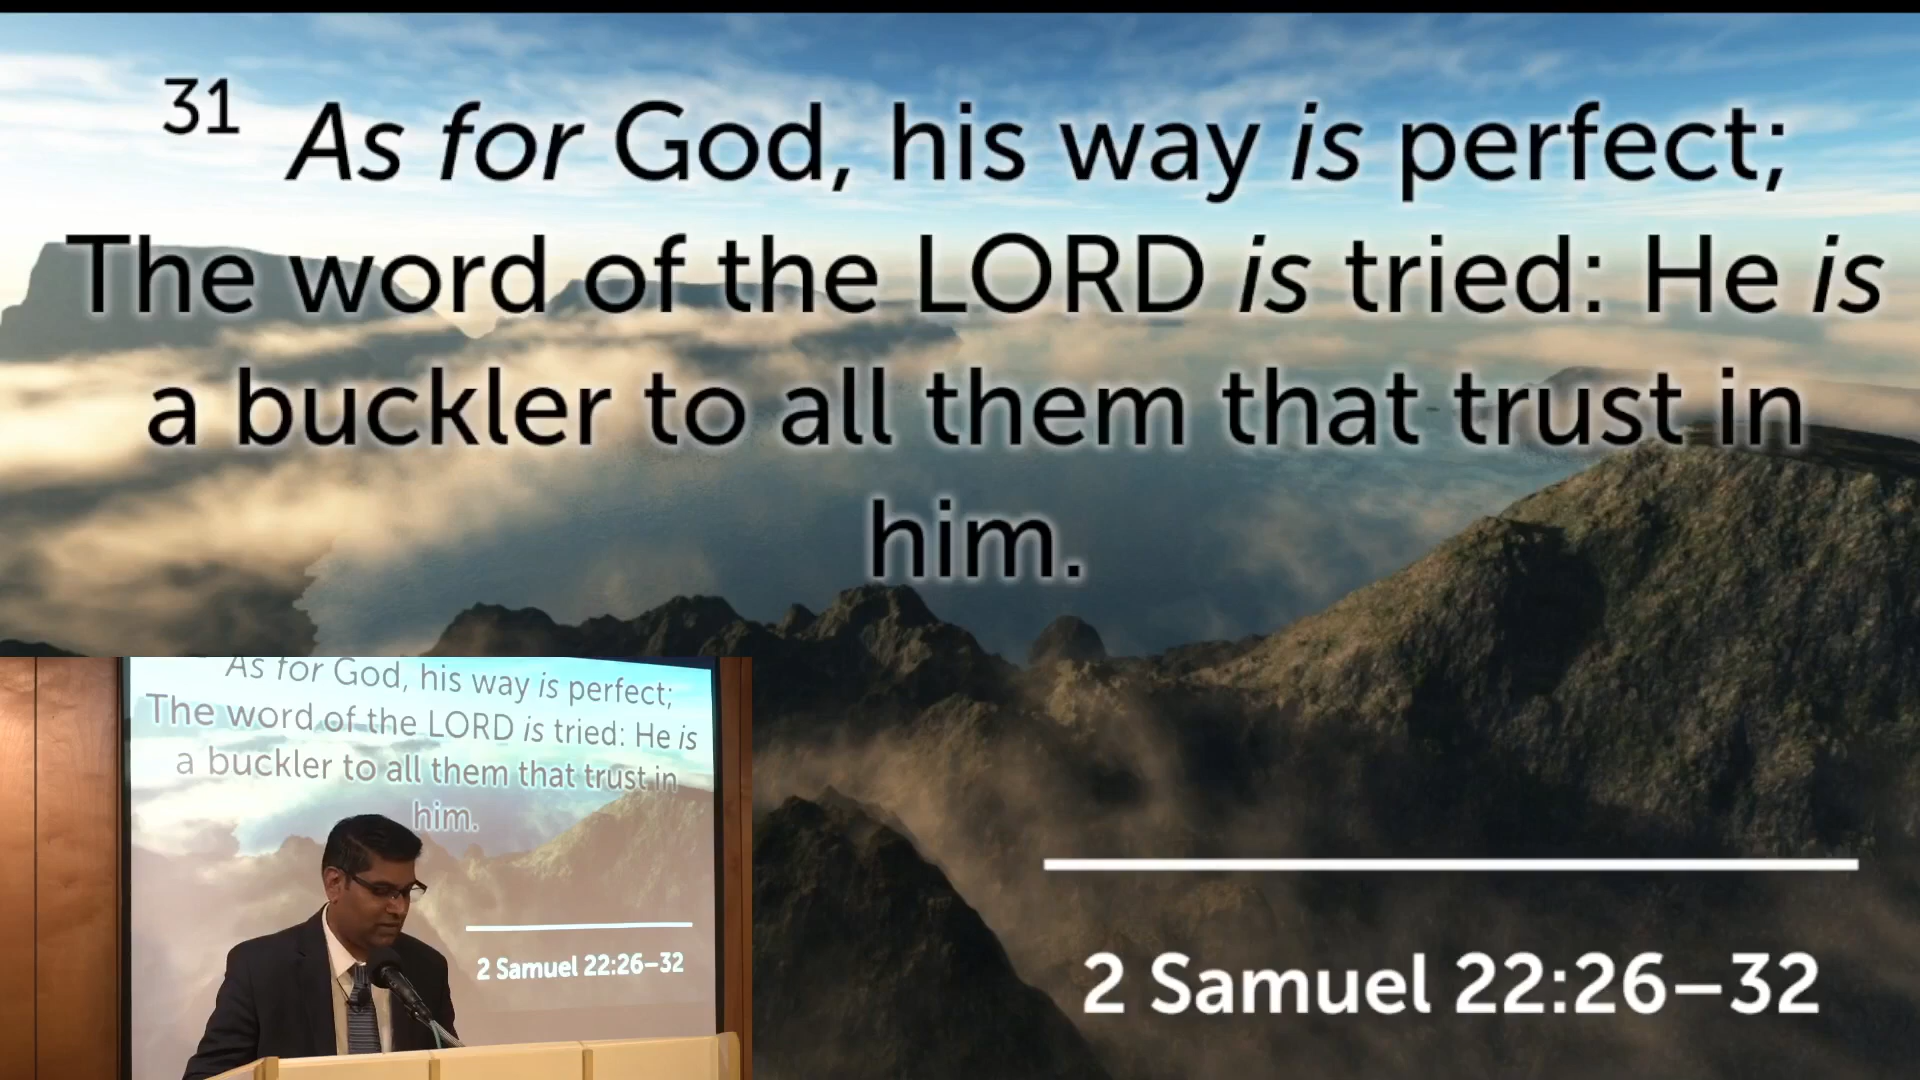 31 As for God, his way is perfect;
The word of the LORD is tried: He is
a buckler to all them that trust in
him.
2 Samuel 22:26–32
As for God, his way is perfect;
The word of the LORD is tried: He is
a buckler to all them that trust in
him.
2 Samuel 22:26–32